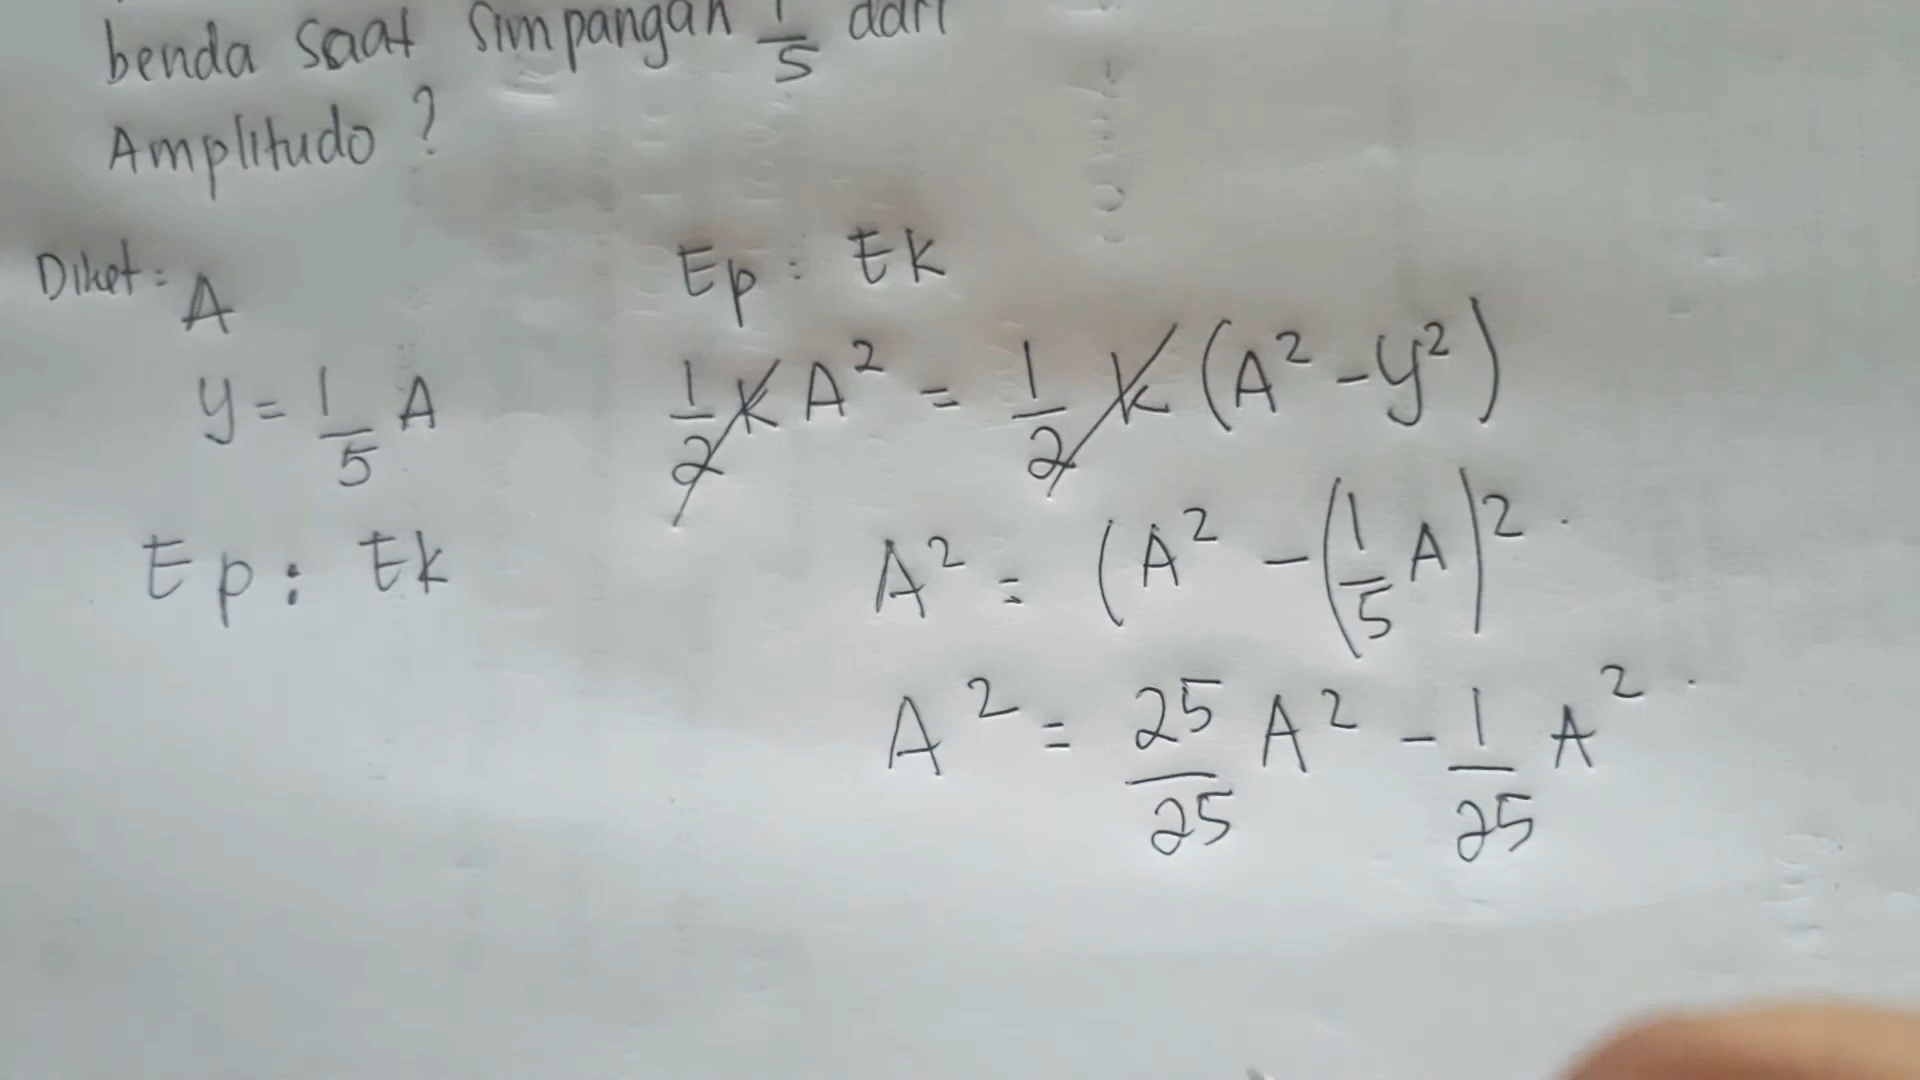 benda saat simpangan 1/5 dari
Amplitudo ?
Diket : A
y = 1/5 A
Ep : Ek
Ep : Ek
1/2 k A² = 1/2 k (A² - y²)
A² = (A² - (1/5 A)²
A² = 25/25 A² - 1/25 A²